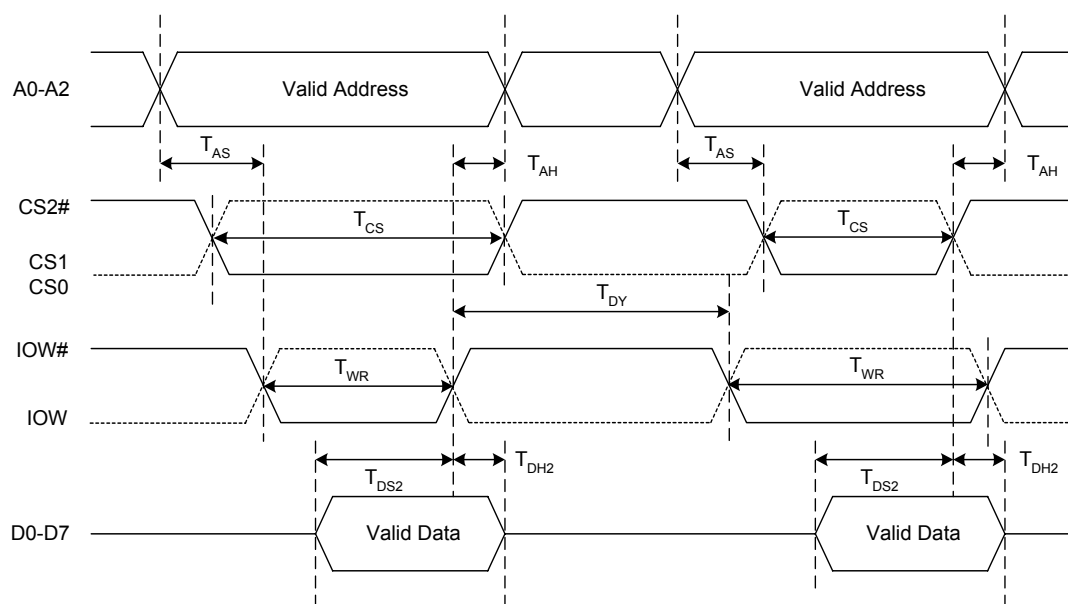 A0-A2
Valid Address
Valid Address
TAS
TAH
TAS
TAH
CS2#
TCS
TCS
CS1
CS0
TDY
IOW#
TWR
TWR
IOW
TDS2
TDH2
TDS2
TDH2
D0-D7
Valid Data
Valid Data